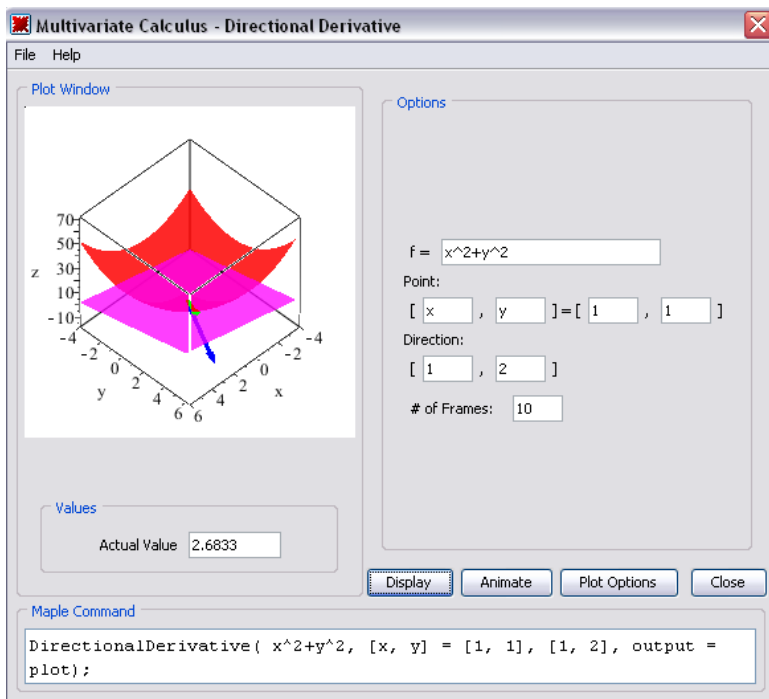 Multivariate Calculus - Directional Derivative
File Help
Plot Window
70
50
z 30
10
-10
-4 -4
-2 -2
0 0
2 2
4 4
6 6
y x
Values
Actual Value 2.6833
Options
f = x^2+y^2
Point:
[ x , y ]=[ 1 , 1 ]
Direction:
[ 1 , 2 ]
# of Frames: 10
Display Animate Plot Options Close
Maple Command
DirectionalDerivative( x^2+y^2, [x, y] = [1, 1], [1, 2], output =
plot);